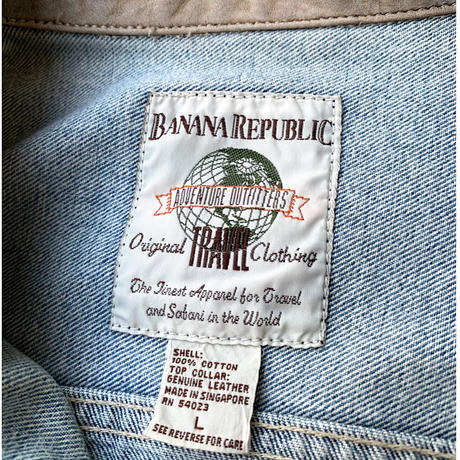 BANANA REPUBLIC
ADVENTURE OUTFITTERS
Original TRAVEL Clothing
The Finest Apparel for Travel
and Safari in the World
SHELL:
100% COTTON
TOP COLLAR:
GENUINE LEATHER
MADE IN SINGAPORE
RN 54023
L
SEE REVERSE FOR CARE